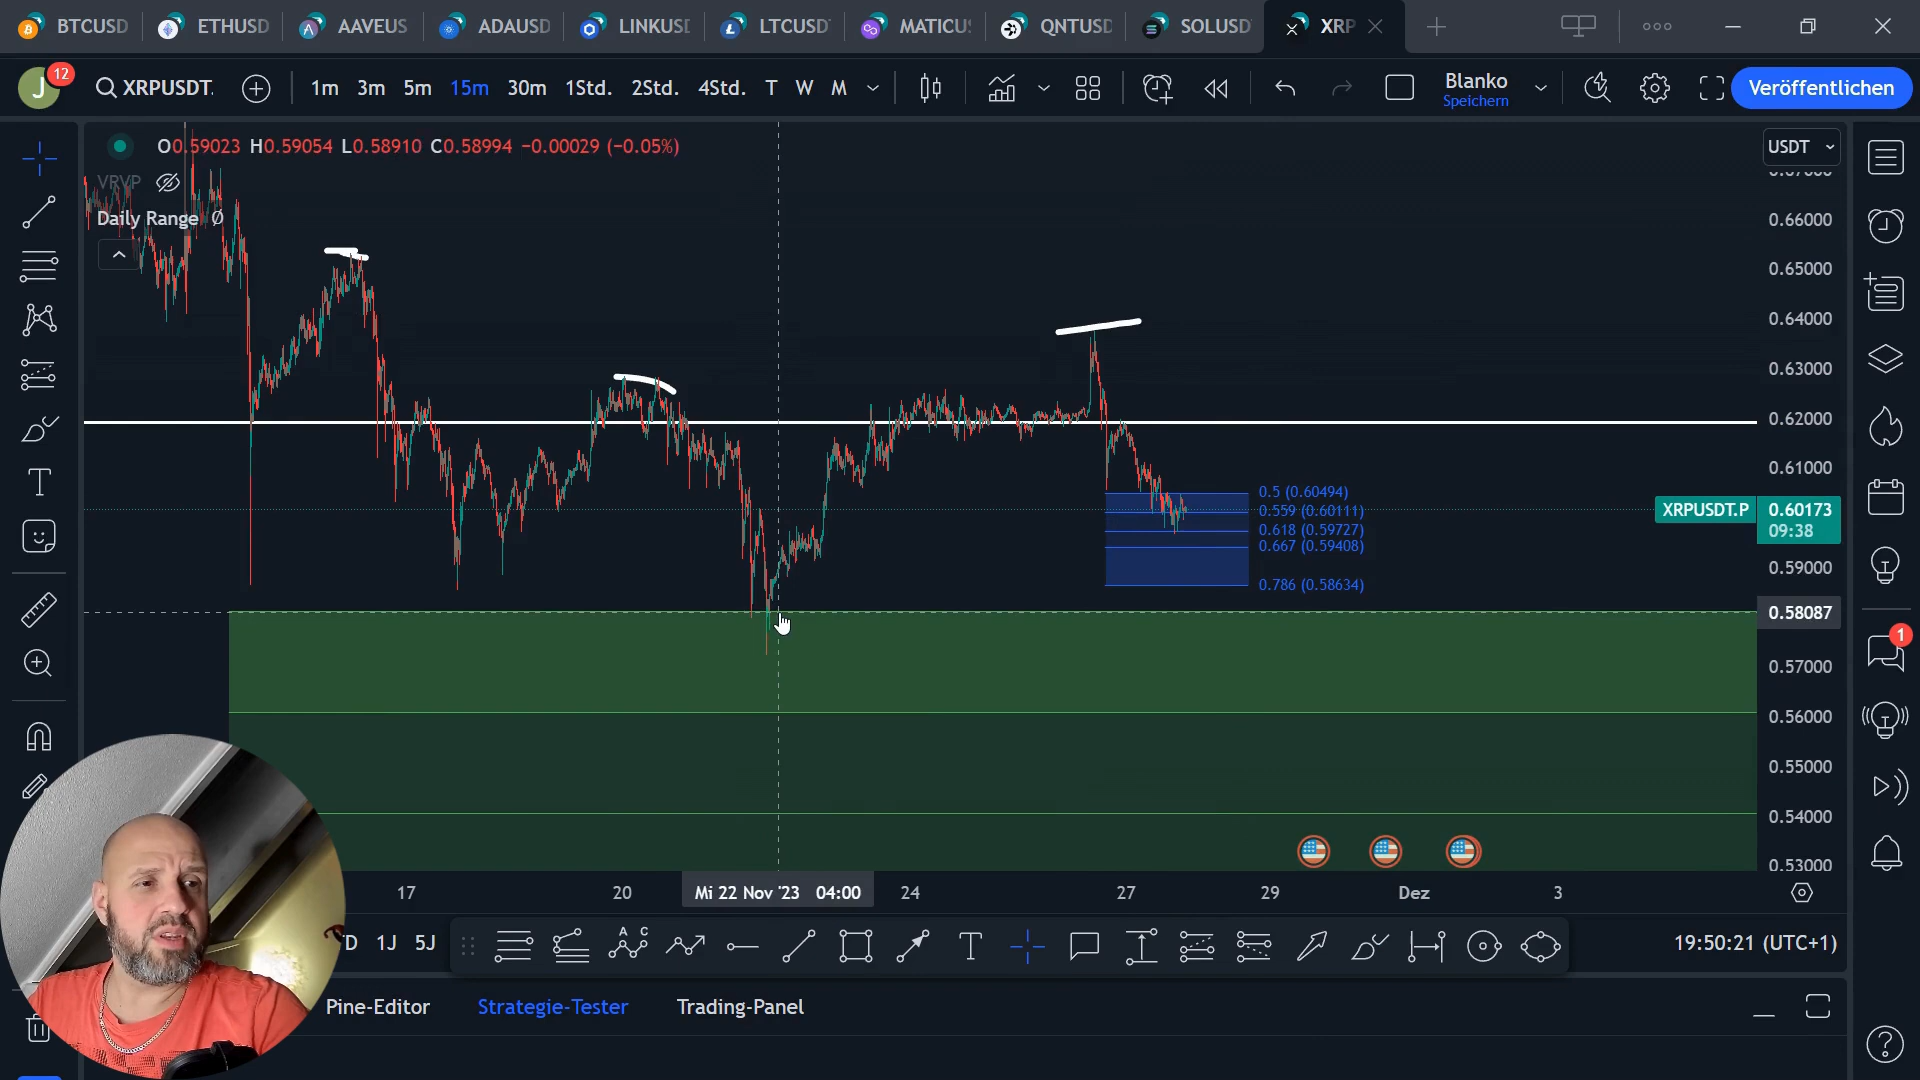 BTCUSD
ETHUSD
AAVEUS
ADAUSD
LINKUSD
LTCUSDT
MATICUS
QNTUSD
SOLUSD
XRP
J
12
XRPUSDT.
1m 3m 5m 15m 30m 1Std. 2Std. 4Std. T W M
Blanko
Speichern
Veröffentlichen
O0.59023 H0.59054 L0.58910 C0.58994 −0.00029 (−0.05%)
USDT
VRVP
Daily Range
0.66000
0.65000
0.64000
0.63000
0.62000
0.61000
0.5 (0.60494)
0.559 (0.60111)
XRPUSDT.P 0.60173
09:38
0.618 (0.59727)
0.667 (0.59408)
0.59000
0.786 (0.58634)
0.58087
1
0.57000
0.56000
0.55000
0.54000
0.53000
17 20 Mi 22 Nov '23 04:00 24 27 29 Dez 3
1J 5J
19:50:21 (UTC+1)
Pine-Editor Strategie-Tester Trading-Panel